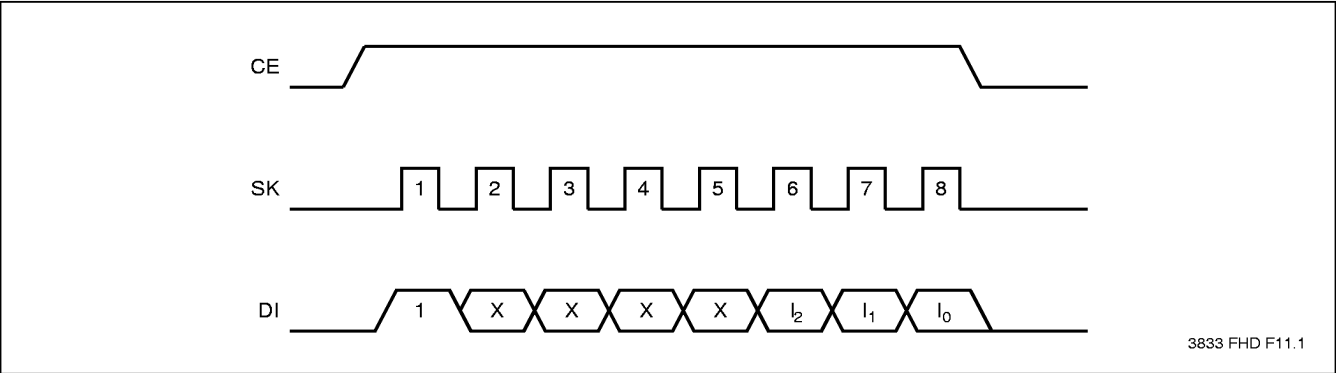 CE
SK 1 2 3 4 5 6 7 8
DI 1 X X X X I₂ I₁ I₀
3833 FHD F11.1